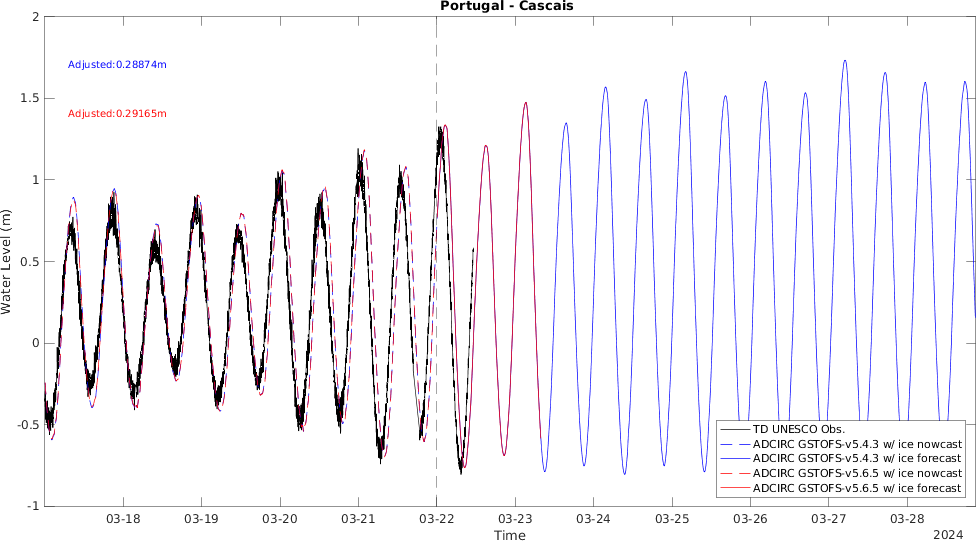 Portugal - Cascais
2
Adjusted:0.28874m
1.5
Adjusted:0.29165m
1
0.5
0
-0.5
-1
Water Level (m)
TD UNESCO Obs.
ADCIRC GSTOFS-v5.4.3 w/ ice nowcast
ADCIRC GSTOFS-v5.4.3 w/ ice forecast
ADCIRC GSTOFS-v5.6.5 w/ ice nowcast
ADCIRC GSTOFS-v5.6.5 w/ ice forecast
03-18 03-19 03-20 03-21 03-22 03-23 03-24 03-25 03-26 03-27 03-28
Time
2024